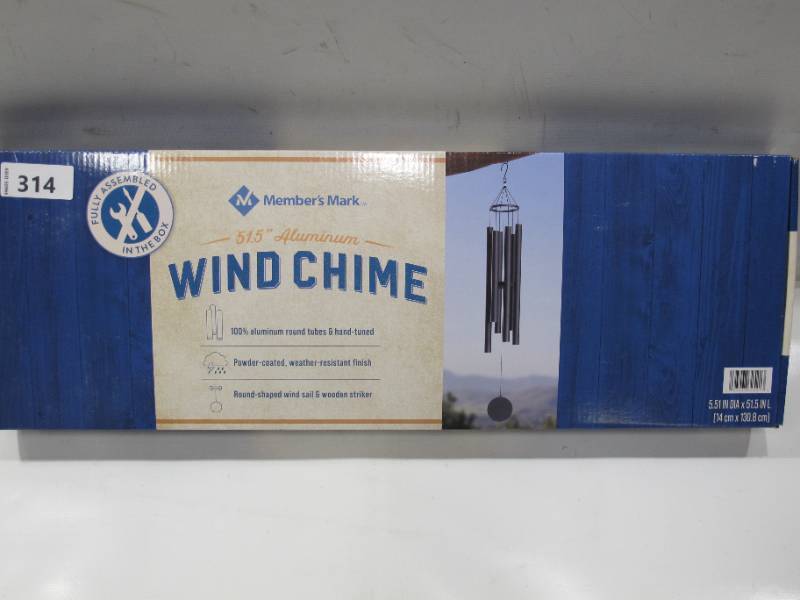 314
FULLY ASSEMBLED
IN THE BOX
Member's Mark
51.5" Aluminum
WIND CHIME
100% aluminum round tubes & hand-tuned
Powder-coated, weather-resistant finish
Round-shaped wind sail & wooden striker
5.51 IN DIA x 51.5 IN L
(14 cm x 130.8 cm)